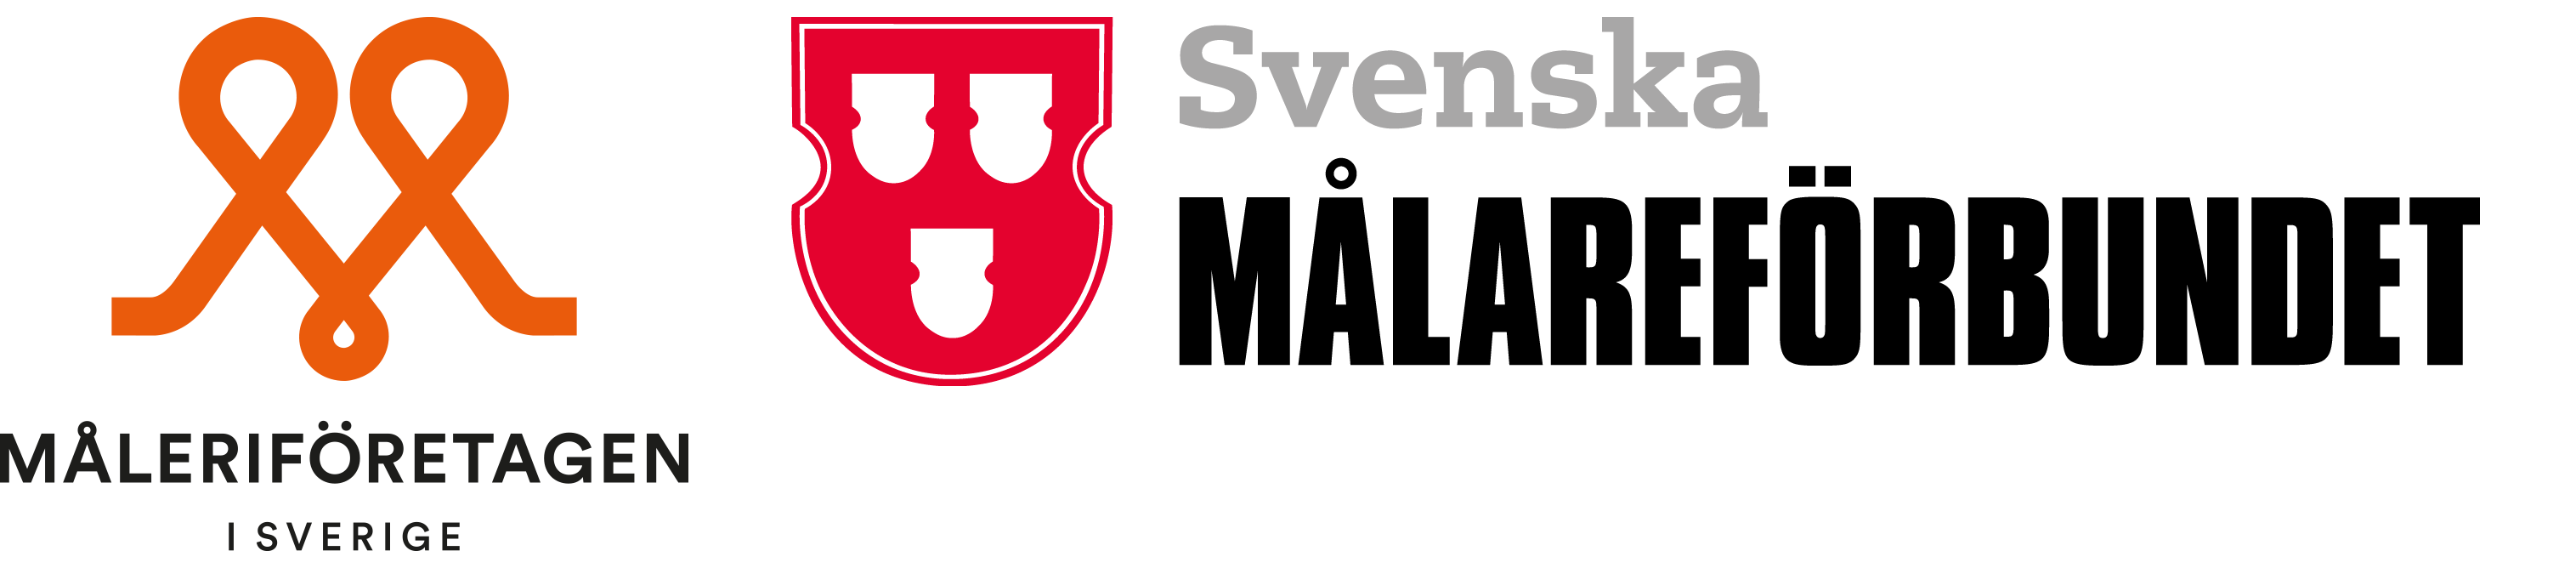 MÅLERIFÖRETAGEN
I SVERIGE
Svenska
MÅLAREFÖRBUNDET